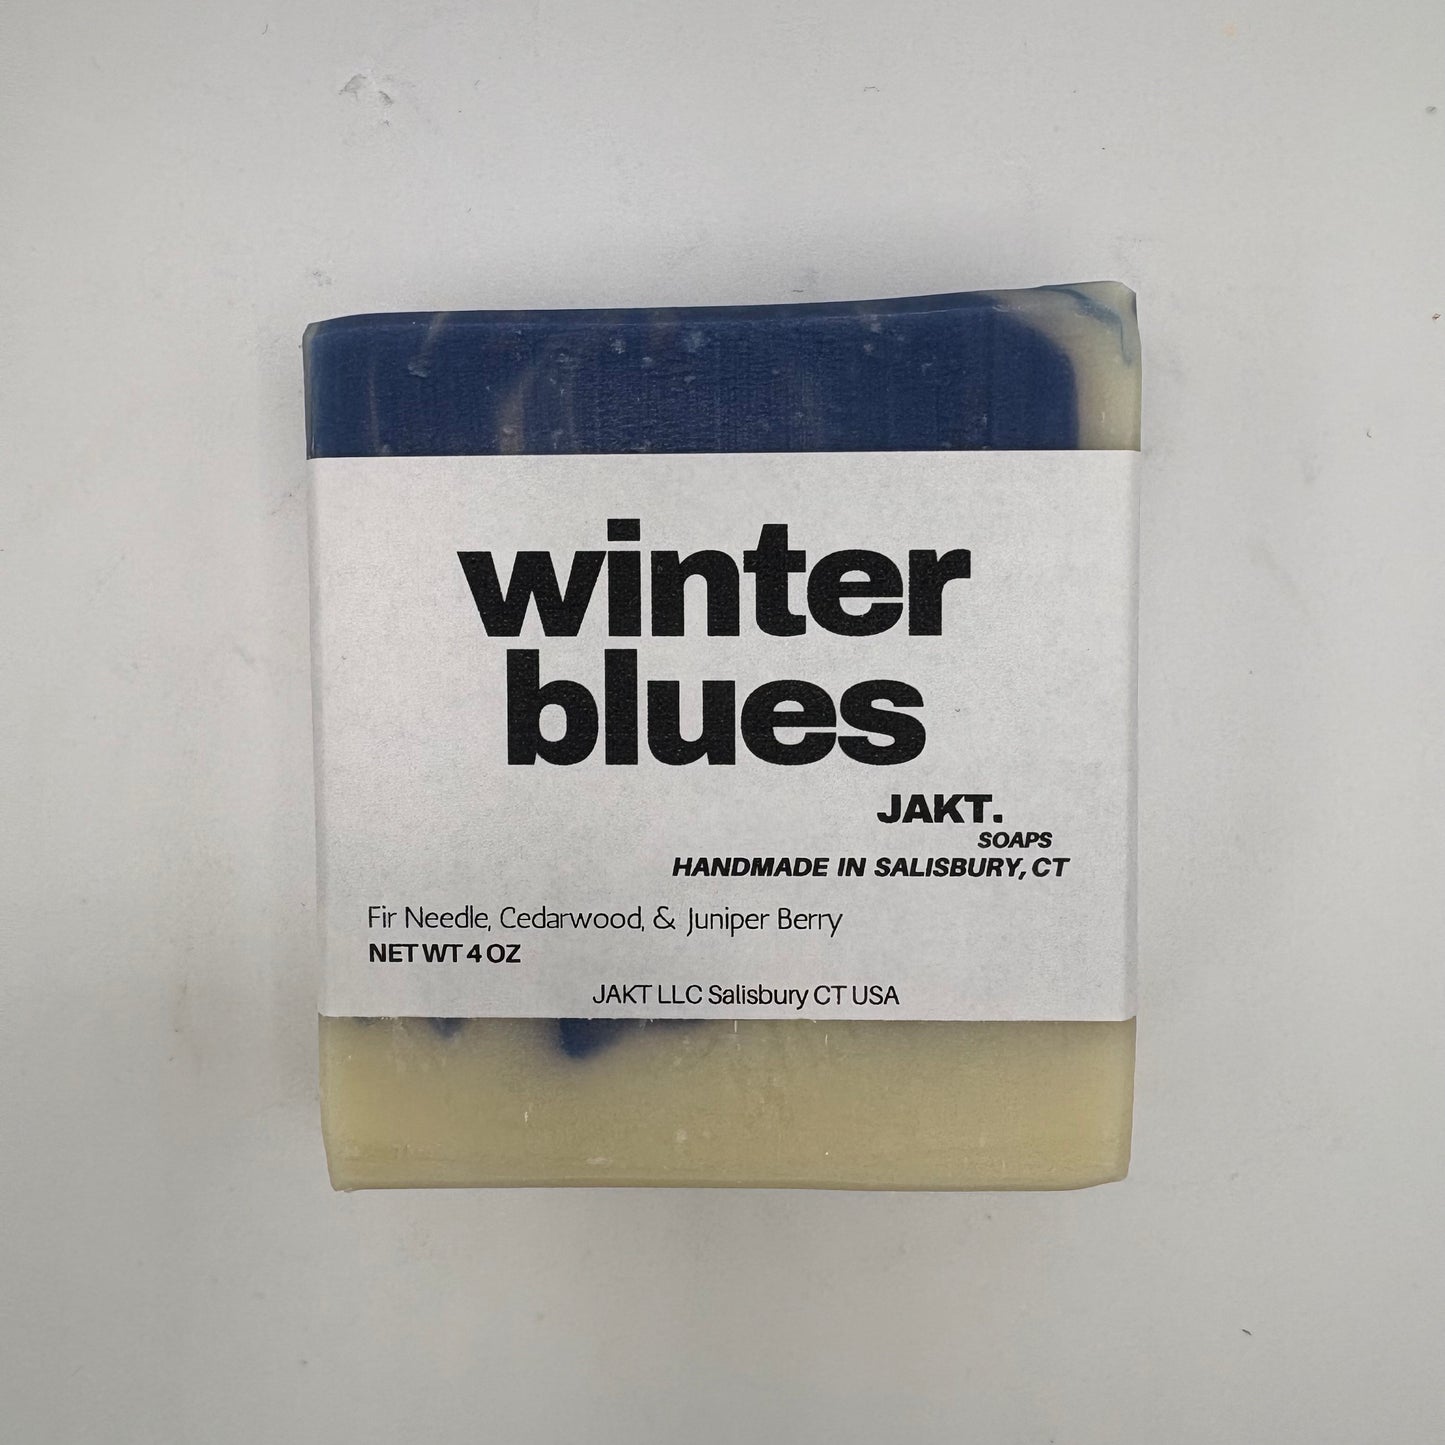 winter
blues
JAKT.
SOAPS
HANDMADE IN SALISBURY, CT
Fir Needle, Cedarwood, & Juniper Berry
NET WT 4 OZ
JAKT LLC Salisbury CT USA